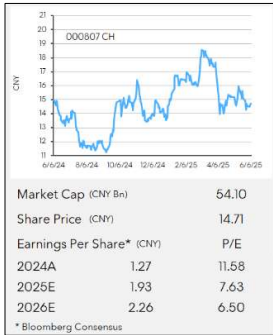 21
20
19
18
17
16
15
14
13
12
11
CNY
000807 CH
6/6/24 8/6/24 10/6/24 12/6/24 2/6/25 4/6/25 6/6/25
Market Cap (CNY Bn) 54.10
Share Price (CNY) 14.71
Earnings Per Share* (CNY) P/E
2024A 1.27 11.58
2025E 1.93 7.63
2026E 2.26 6.50
* Bloomberg Consensus